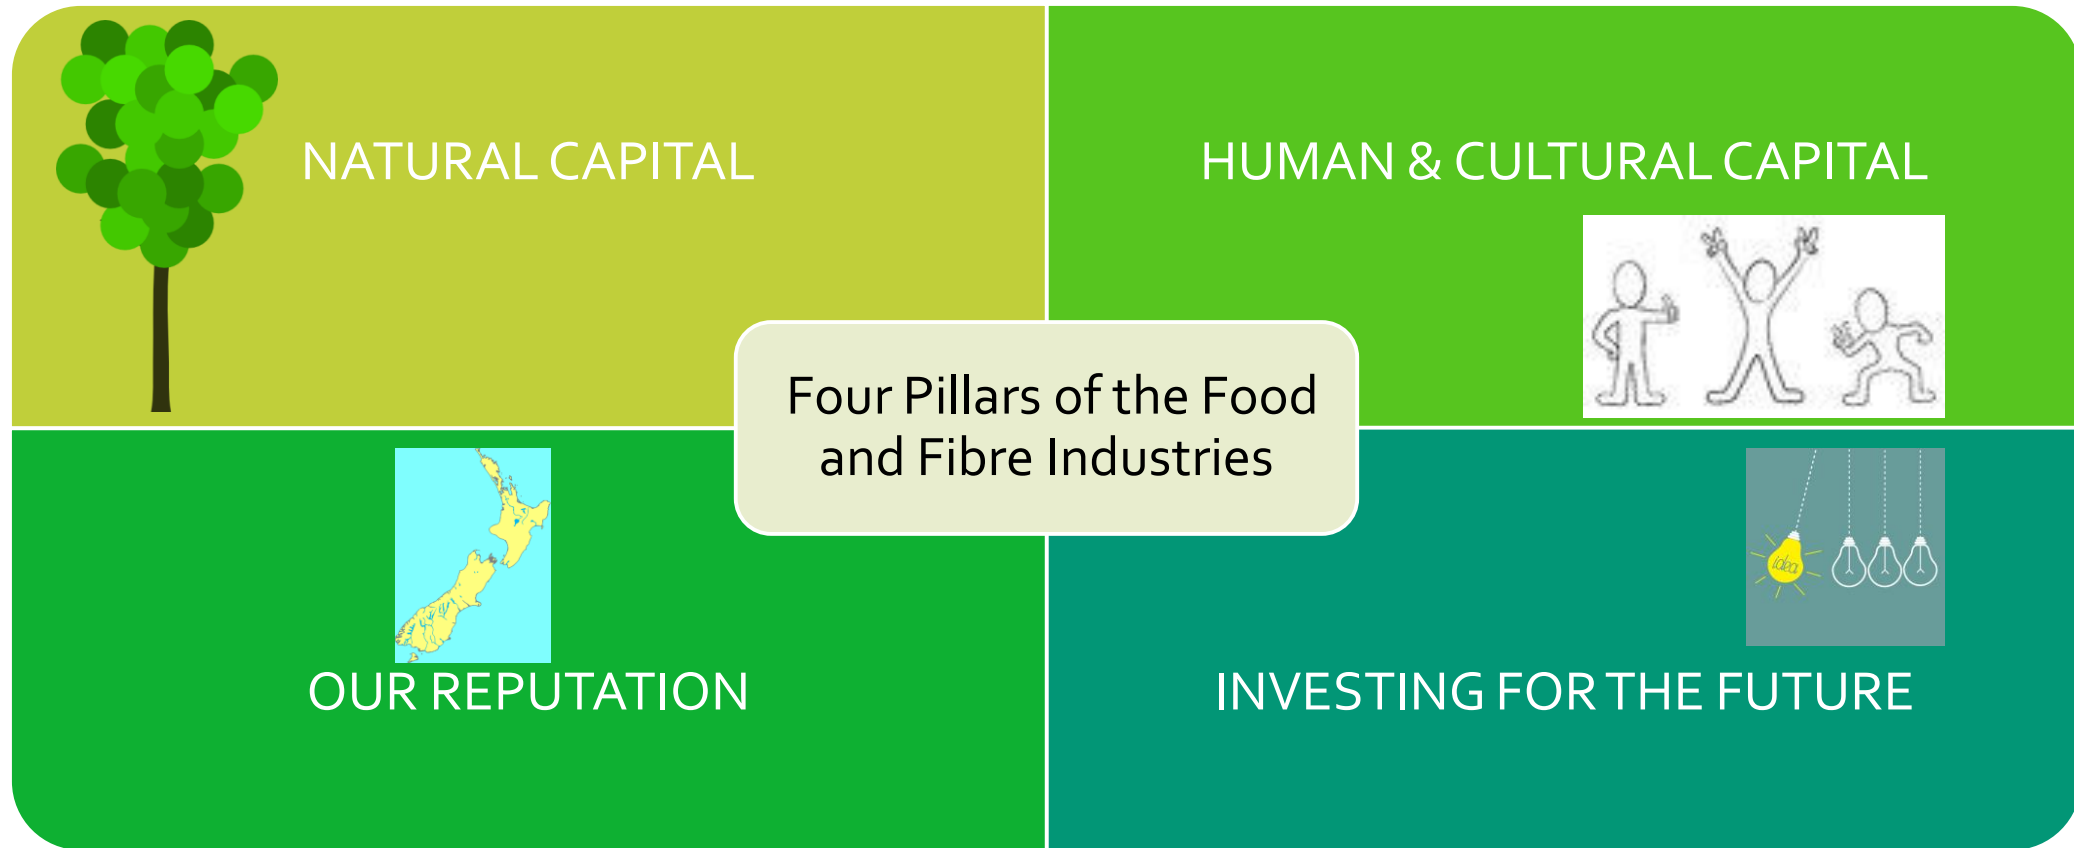 NATURAL CAPITAL
HUMAN & CULTURAL CAPITAL
Four Pillars of the Food
and Fibre Industries
idea
OUR REPUTATION
INVESTING FOR THE FUTURE